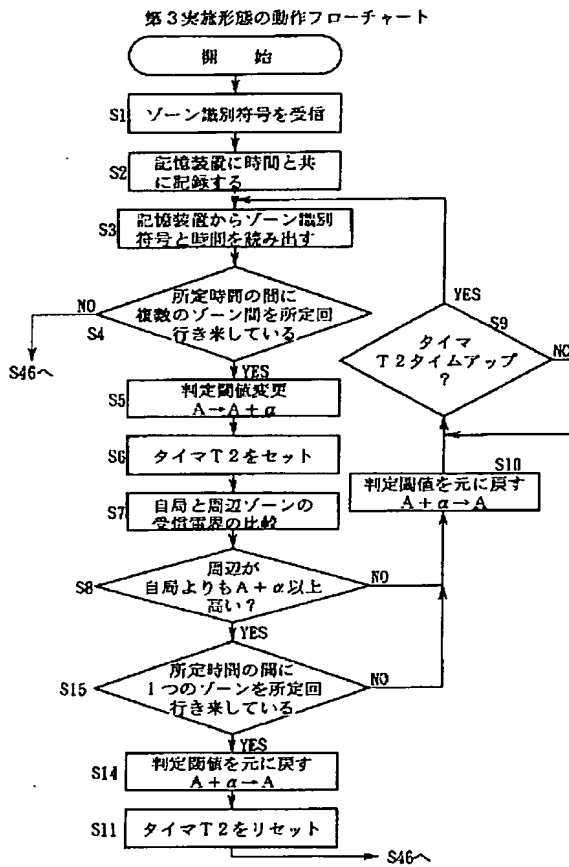 第3実施形態の動作フローチャート
開 始
S1
ゾーン識別符号を受信
S2
記憶装置に時間と共
に記録する
S3
記憶装置からゾーン識別
符号と時間を読み出す
所定時間の間に
複数のゾーン間を所定回
行き来している
NO
S4
S46へ
YES
S5
判定閾値変更
A→A+α
S6
タイマT2をセット
S7
自局と周辺ゾーンの
受信電界の比較
S8
周辺が
自局よりもA+α以上
高い?
NO
YES
S15
所定時間の間に
1つのゾーンを所定回
行き来している
NO
YES
S14
判定閾値を元に戻す
A+α→A
S11
タイマT2をリセット
S46へ
YES
S9
タイマ
T2タイムアップ
?
NO
S10
判定閾値を元に戻す
A+α→A